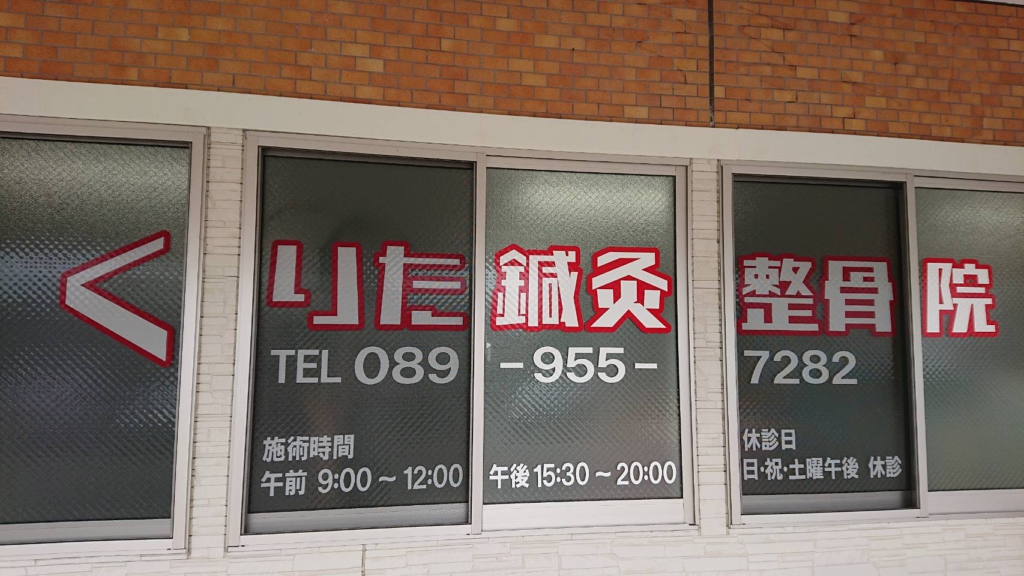 くりた鍼灸整骨院
TEL 089-955-7282
施術時間
午前 9:00～12:00 午後 15:30～20:00
休診日
日・祝・土曜午後 休診